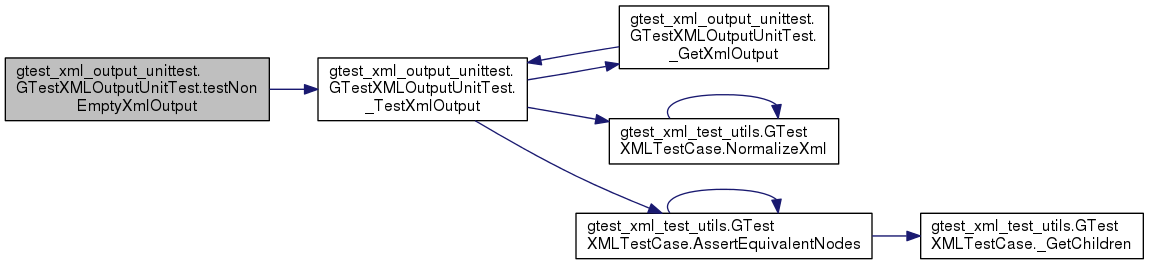 gtest_xml_output_unittest.
GTestXMLOutputUnitTest.testNon
EmptyXmlOutput
gtest_xml_output_unittest.
GTestXMLOutputUnitTest.
_TestXmlOutput
gtest_xml_output_unittest.
GTestXMLOutputUnitTest.
_GetXmlOutput
gtest_xml_test_utils.GTest
XMLTestCase.NormalizeXml
gtest_xml_test_utils.GTest
XMLTestCase.AssertEquivalentNodes
gtest_xml_test_utils.GTest
XMLTestCase._GetChildren